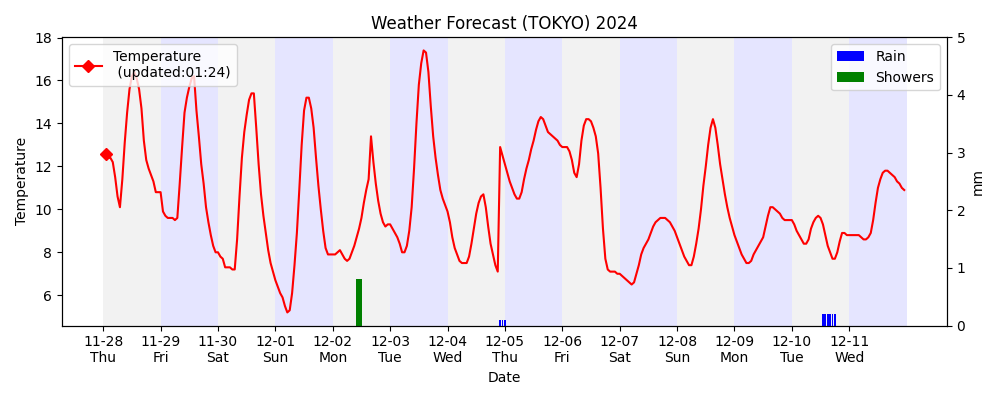 Weather Forecast (TOKYO) 2024
Temperature
(updated:01:24)
Rain
Showers
Temperature
18
16
14
12
10
8
6
mm
5
4
3
2
1
0
11-28 11-29 11-30 12-01 12-02 12-03 12-04 12-05 12-06 12-07 12-08 12-09 12-10 12-11
Thu Fri Sat Sun Mon Tue Wed Thu Fri Sat Sun Mon Tue Wed
Date